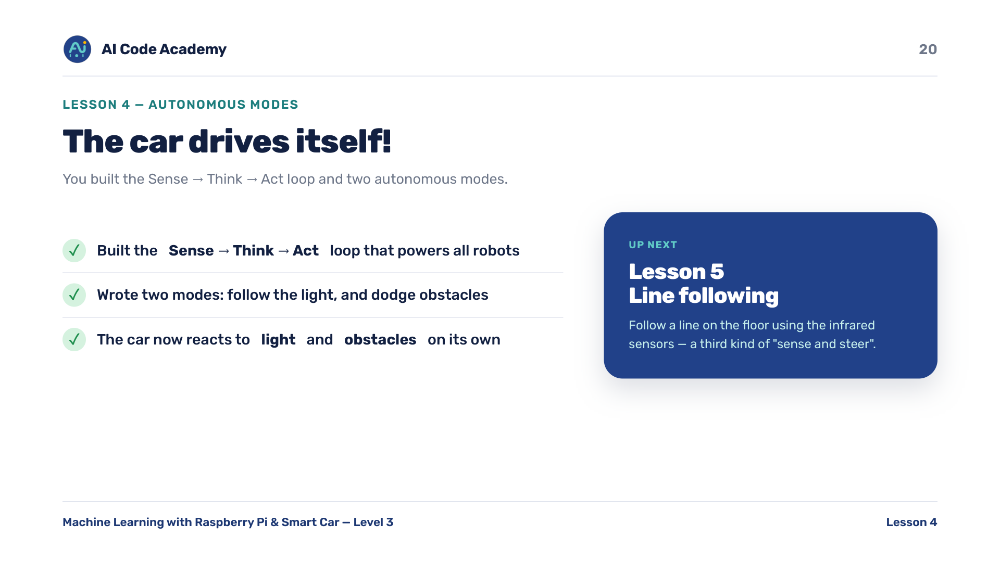 AI Code Academy
20
LESSON 4 — AUTONOMOUS MODES
The car drives itself!
You built the Sense → Think → Act loop and two autonomous modes.
✓ Built the Sense → Think → Act loop that powers all robots
✓ Wrote two modes: follow the light, and dodge obstacles
✓ The car now reacts to light and obstacles on its own
UP NEXT
Lesson 5
Line following
Follow a line on the floor using the infrared
sensors — a third kind of "sense and steer".
Machine Learning with Raspberry Pi & Smart Car — Level 3
Lesson 4